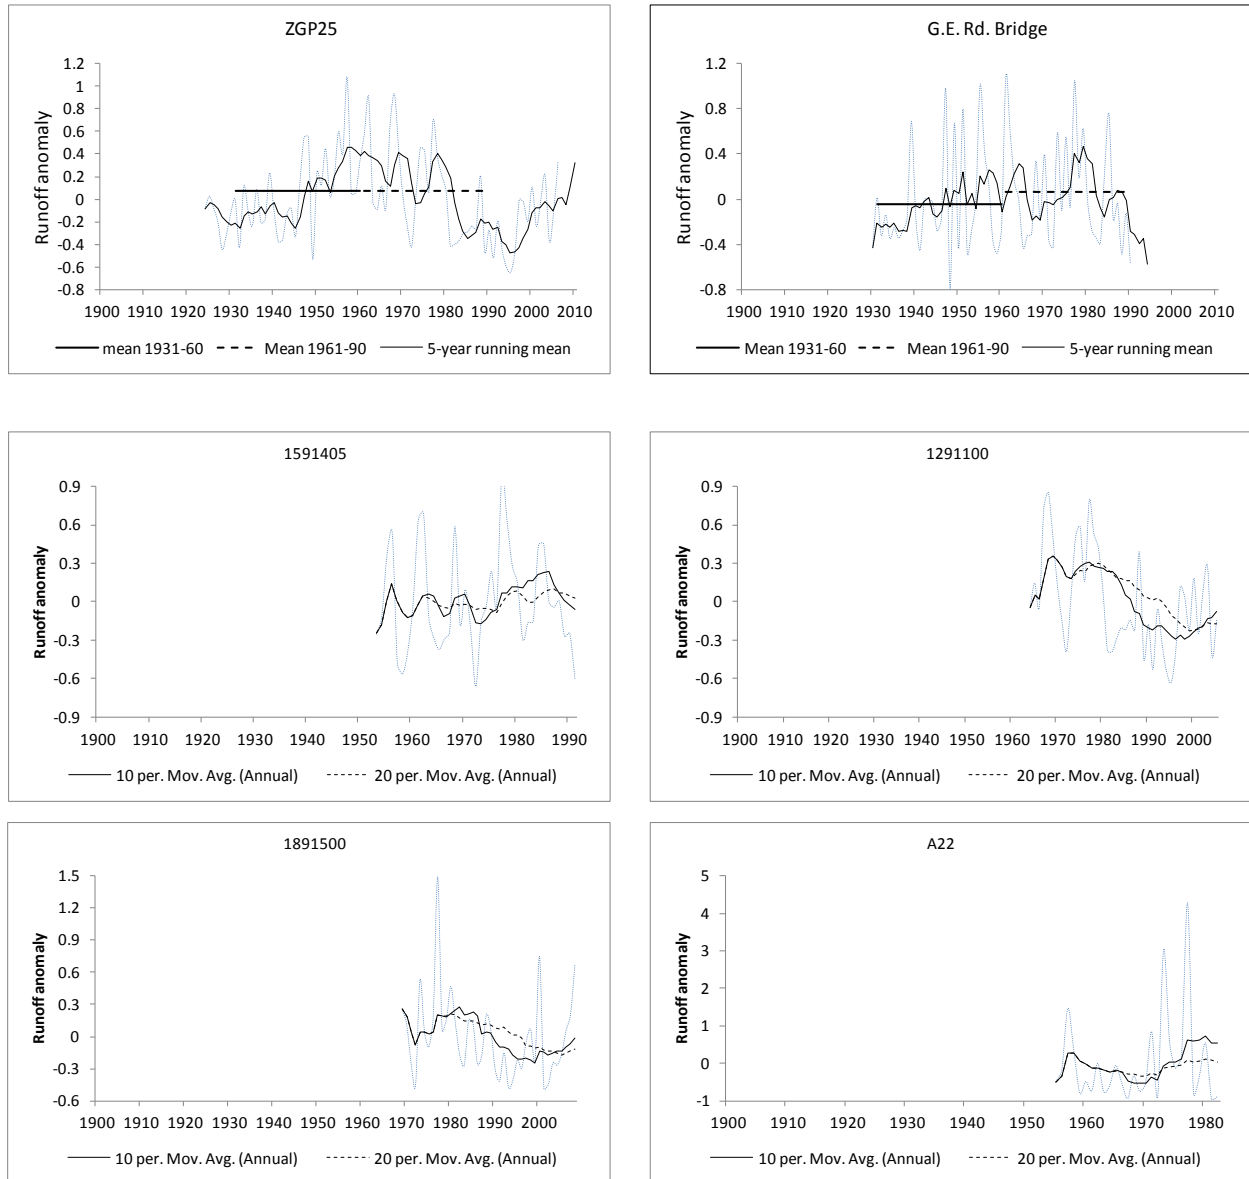 ZGP25
Runoff anomaly
1.2
1
0.8
0.6
0.4
0.2
0
-0.2
-0.4
-0.6
-0.8
1900 1910 1920 1930 1940 1950 1960 1970 1980 1990 2000 2010
mean 1931-60 Mean 1961-90 5-year running mean
G.E. Rd. Bridge
Runoff anomaly
1.2
0.8
0.4
0
-0.4
-0.8
1900 1910 1920 1930 1940 1950 1960 1970 1980 1990 2000 2010
Mean 1931-60 Mean 1961-90 5-year running mean
1591405
Runoff anomaly
0.9
0.6
0.3
0
-0.3
-0.6
-0.9
1900 1910 1920 1930 1940 1950 1960 1970 1980 1990
10 per. Mov. Avg. (Annual) 20 per. Mov. Avg. (Annual)
1291100
Runoff anomaly
0.9
0.6
0.3
0
-0.3
-0.6
-0.9
1900 1910 1920 1930 1940 1950 1960 1970 1980 1990 2000
10 per. Mov. Avg. (Annual) 20 per. Mov. Avg. (Annual)
1891500
Runoff anomaly
1.5
1.2
0.9
0.6
0.3
0
-0.3
-0.6
1900 1910 1920 1930 1940 1950 1960 1970 1980 1990 2000
10 per. Mov. Avg. (Annual) 20 per. Mov. Avg. (Annual)
A22
Runoff anomaly
5
4
3
2
1
0
-1
1900 1910 1920 1930 1940 1950 1960 1970 1980
10 per. Mov. Avg. (Annual) 20 per. Mov. Avg. (Annual)